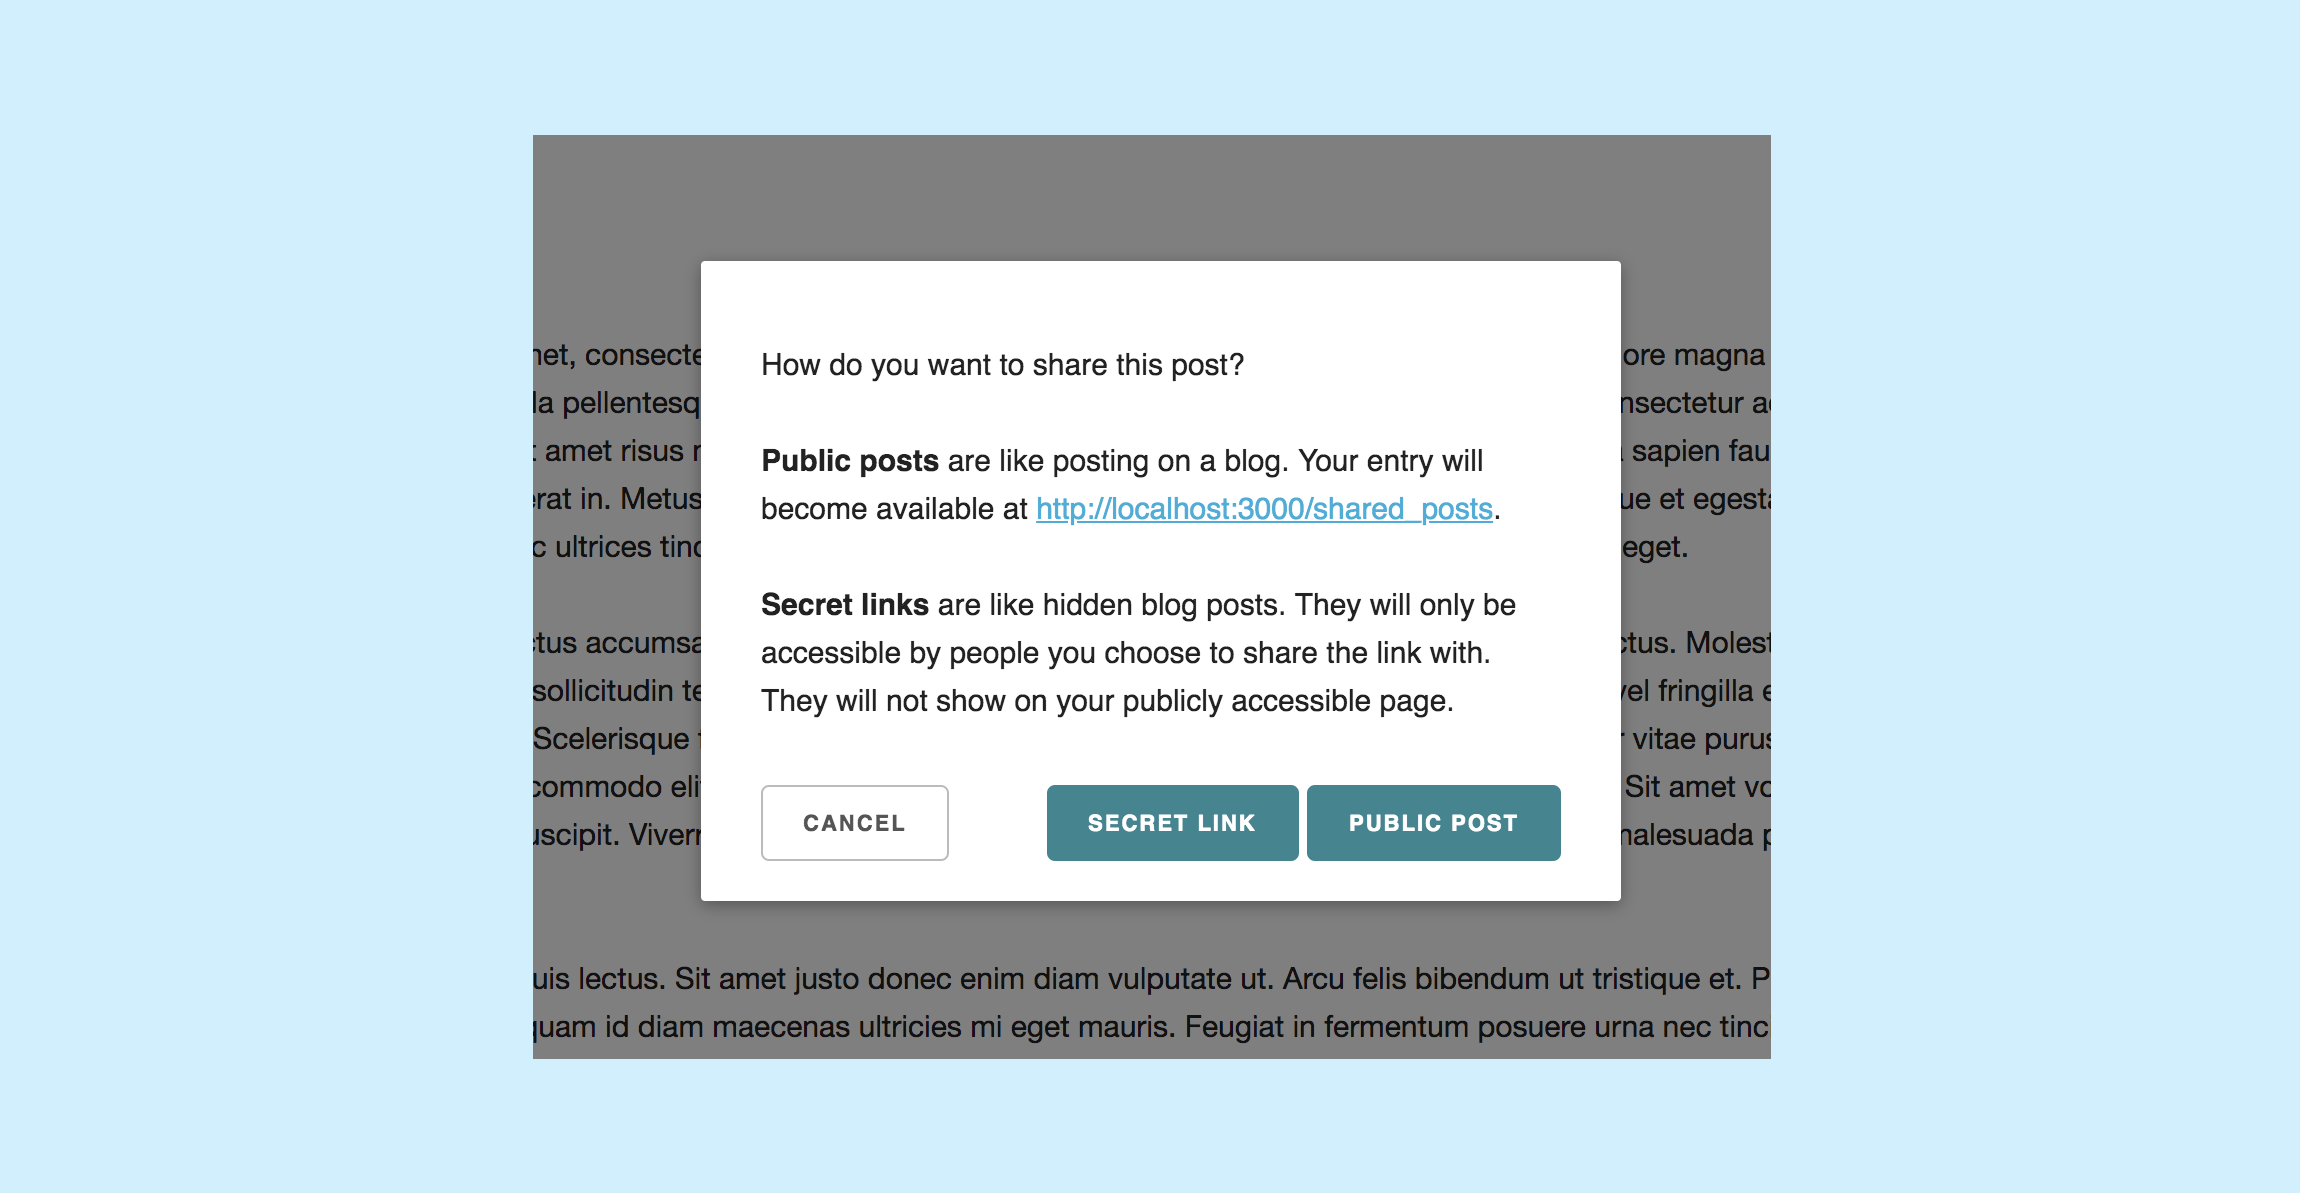 net, consecte
la pellentesq
amet risus
rat in. Metus
c ultrices tinc
ctus accumsa
sollicitudin te
Scelerisque
commodo eli
uscipit. Viverr
How do you want to share this post?
Public posts are like posting on a blog. Your entry will
become available at http://localhost:3000/shared_posts.
Secret links are like hidden blog posts. They will only be
accessible by people you choose to share the link with.
They will not show on your publicly accessible page.
CANCEL
SECRET LINK
PUBLIC POST
ore magna
nsectetur a
sapien fau
ue et egesta
eget.
ctus. Molest
vel fringilla e
vitae purus
Sit amet vo
malesuada p
uis lectus. Sit amet justo donec enim diam vulputate ut. Arcu felis bibendum ut tristique et. P
quam id diam maecenas ultricies mi eget mauris. Feugiat in fermentum posuere urna nec tinc